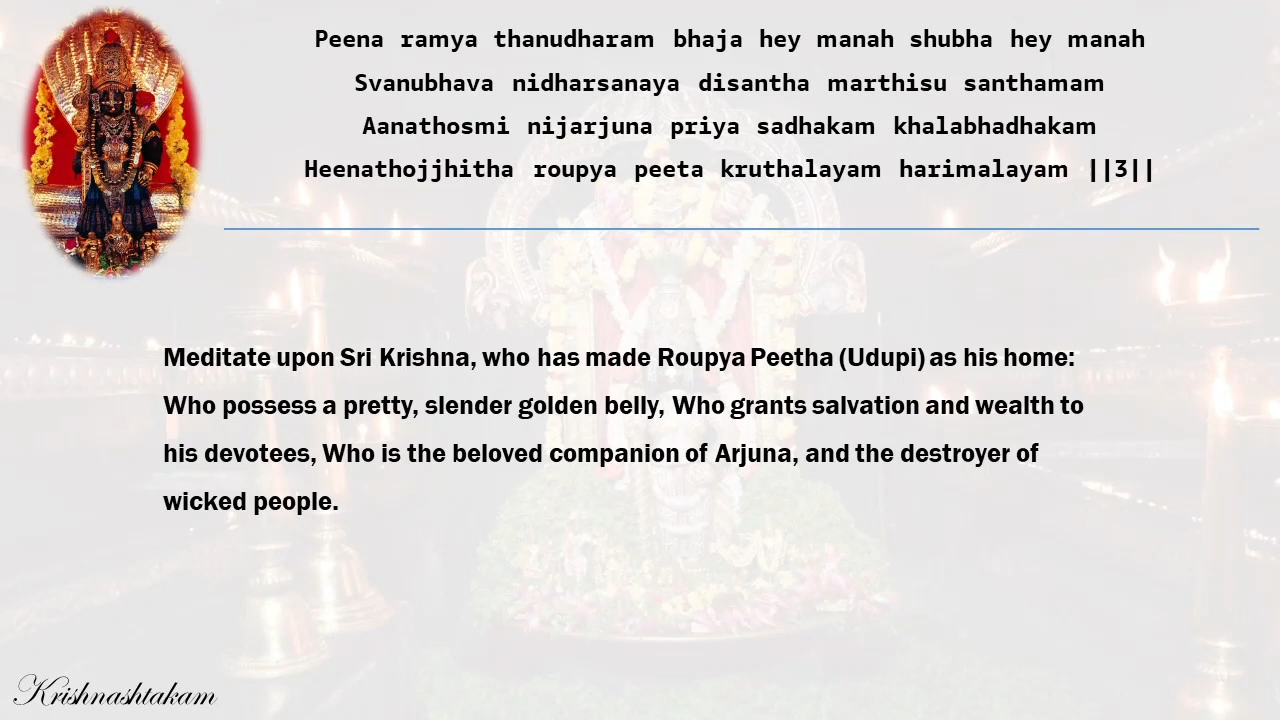 Peena ramya thanudharam bhaja hey manah shubha hey manah
Svanubhava nidharsanaya disantha marthisu santhamam
Aanathosmi nijarjuna priya sadhakam khalabhadhakam
Heenathojjhitha roupya peeta kruthalayam harimalayam ||3||
Meditate upon Sri Krishna, who has made Roupya Peetha (Udupi) as his home:
Who possess a pretty, slender golden belly, Who grants salvation and wealth to
his devotees, Who is the beloved companion of Arjuna, and the destroyer of
wicked people.
Krishnashtakam